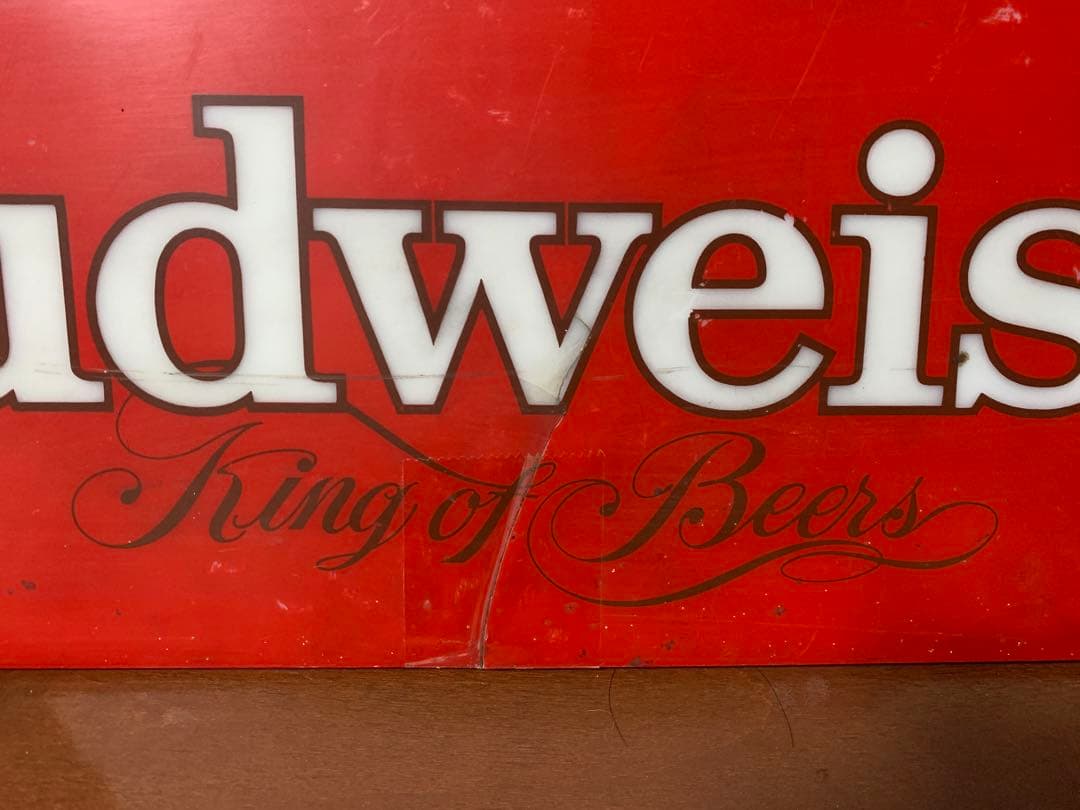 udweis
King of Beers